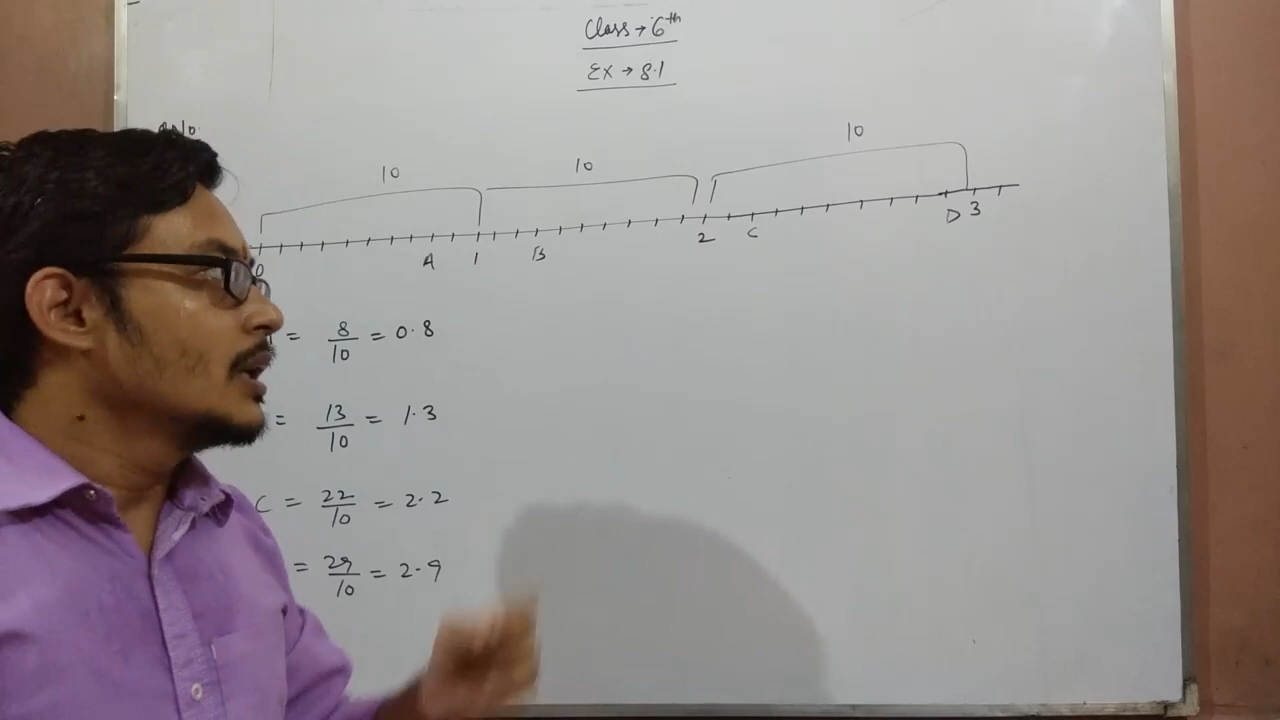 Class → 6th
Ex → 8.1
10 10 10
0 A 1 B 2 C D 3
= 8/10 = 0.8
= 13/10 = 1.3
C = 22/10 = 2.2
= 29/10 = 2.9